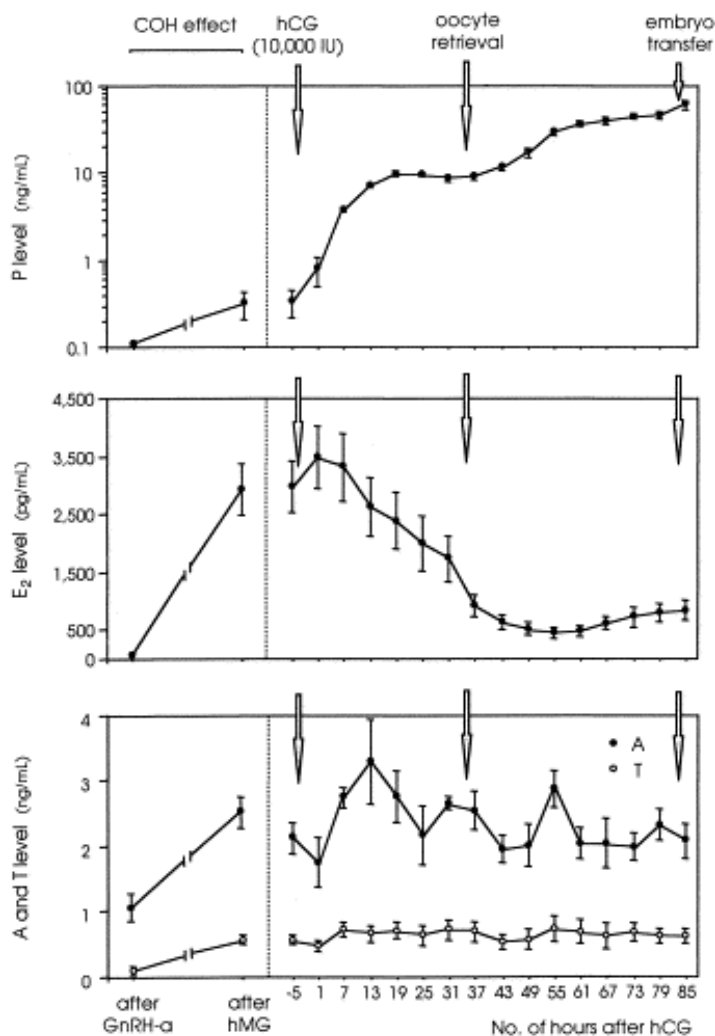 COH effect
hCG
(10,000 IU)
oocyte
retrieval
embryo
transfer
P level (ng/mL)
100
10
1
0.1
E2 level (pg/mL)
4,500
3,500
2,500
1,500
500
0
A and T level (ng/mL)
4
3
2
1
0
A
T
-5 1 7 13 19 25 31 37 43 49 55 61 67 73 79 85
after
GnRH-a
after
hMG
No. of hours after hCG